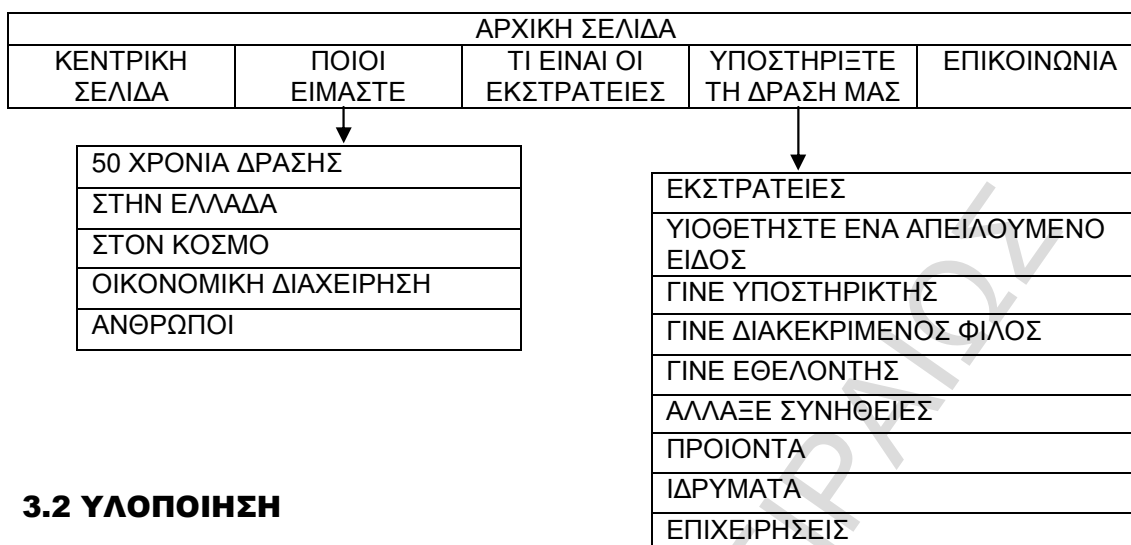 ΑΡΧΙΚΗ ΣΕΛΙΔΑ
ΚΕΝΤΡΙΚΗ ΣΕΛΙΔΑ
ΠΟΙΟΙ ΕΙΜΑΣΤΕ
ΤΙ ΕΙΝΑΙ ΟΙ ΕΚΣΤΡΑΤΕΙΕΣ
ΥΠΟΣΤΗΡΙΞΤΕ ΤΗ ΔΡΑΣΗ ΜΑΣ
ΕΠΙΚΟΙΝΩΝΙΑ
50 ΧΡΟΝΙΑ ΔΡΑΣΗΣ
ΣΤΗΝ ΕΛΛΑΔΑ
ΣΤΟΝ ΚΟΣΜΟ
ΟΙΚΟΝΟΜΙΚΗ ΔΙΑΧΕΙΡΗΣΗ
ΑΝΘΡΩΠΟΙ
ΕΚΣΤΡΑΤΕΙΕΣ
ΥΙΟΘΕΤΗΣΤΕ ΕΝΑ ΑΠΕΙΛΟΥΜΕΝΟ
ΕΙΔΟΣ
ΓΙΝΕ ΥΠΟΣΤΗΡΙΚΤΗΣ
ΓΙΝΕ ΔΙΑΚΕΚΡΙΜΕΝΟΣ ΦΙΛΟΣ
ΓΙΝΕ ΕΘΕΛΟΝΤΗΣ
ΑΛΛΑΞΕ ΣΥΝΗΘΕΙΕΣ
ΠΡΟΙΟΝΤΑ
ΙΔΡΥΜΑΤΑ
ΕΠΙΧΕΙΡΗΣΕΙΣ
3.2 ΥΛΟΠΟΙΗΣΗ